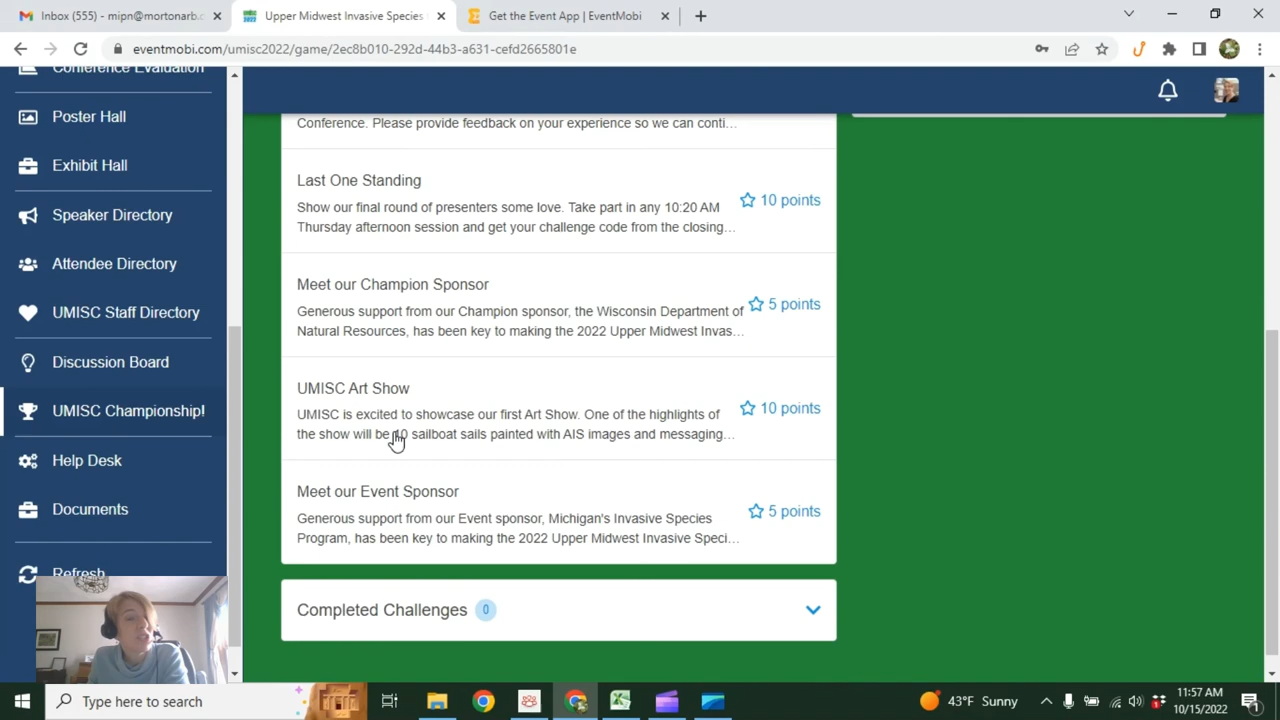 Inbox (555) - mipn@mortonarb.
Upper Midwest Invasive Species
Get the Event App | EventMobi
eventmobi.com/umisc2022/game/2ec8b010-292d-44b3-a631-cefd2665801e
Conference Evaluation
Poster Hall
Exhibit Hall
Speaker Directory
Attendee Directory
UMISC Staff Directory
Discussion Board
UMISC Championship!
Help Desk
Documents
Refresh
Conference. Please provide feedback on your experience so we can conti...
Last One Standing
Show our final round of presenters some love. Take part in any 10:20 AM
Thursday afternoon session and get your challenge code from the closing...
10 points
Meet our Champion Sponsor
Generous support from our Champion sponsor, the Wisconsin Department of
Natural Resources, has been key to making the 2022 Upper Midwest Invas...
5 points
UMISC Art Show
UMISC is excited to showcase our first Art Show. One of the highlights of
the show will be 40 sailboat sails painted with AIS images and messaging...
10 points
Meet our Event Sponsor
Generous support from our Event sponsor, Michigan's Invasive Species
Program, has been key to making the 2022 Upper Midwest Invasive Speci...
5 points
Completed Challenges 0
Type here to search
43°F Sunny
11:57 AM
10/15/2022
1